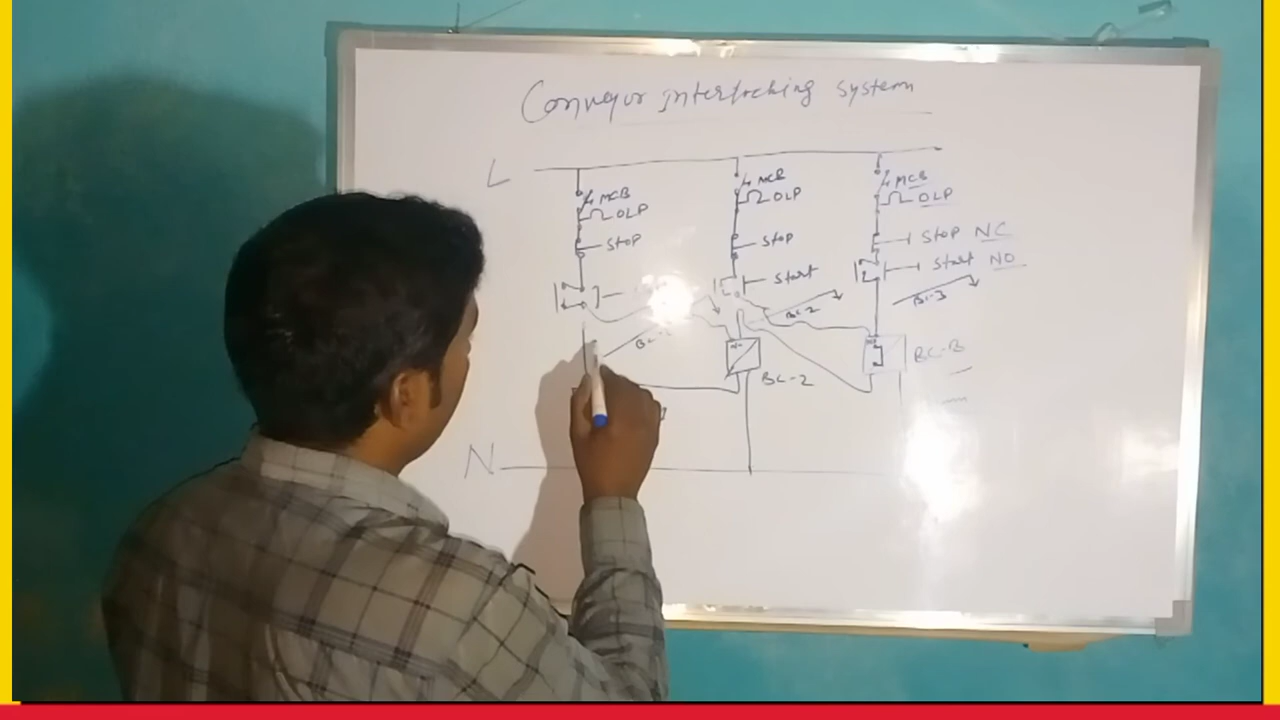 Conveyor interlocking system
L
MCB
OLP
STOP
MCB
OLP
STOP
Start
MCB
OLP
Stop NC
Start NO
BC-2
BC-3
BC-2
N